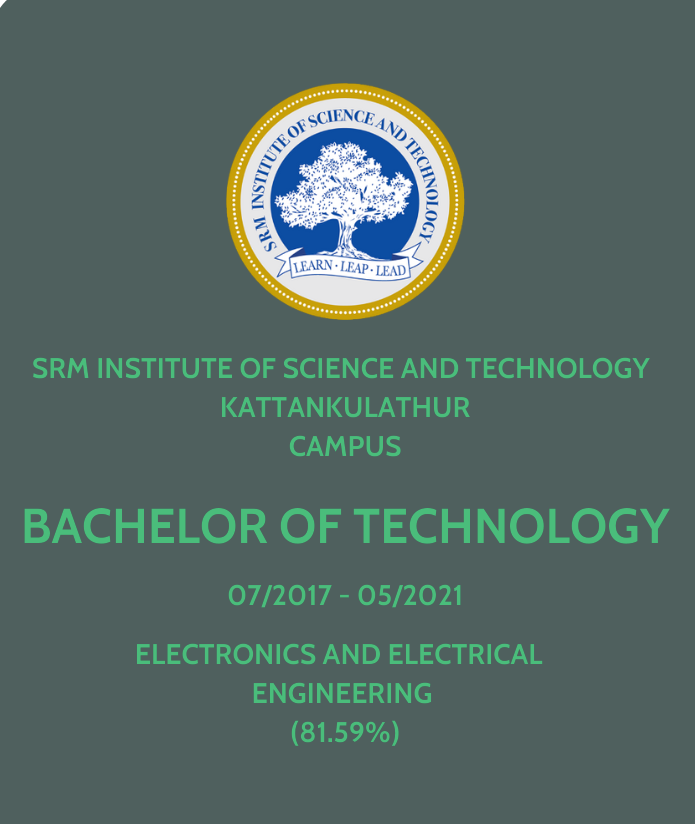 SRM INSTITUTE OF SCIENCE AND TECHNOLOGY
LEARN · LEAP · LEAD
SRM INSTITUTE OF SCIENCE AND TECHNOLOGY
KATTANKULATHUR
CAMPUS
BACHELOR OF TECHNOLOGY
07/2017 - 05/2021
ELECTRONICS AND ELECTRICAL
ENGINEERING
(81.59%)